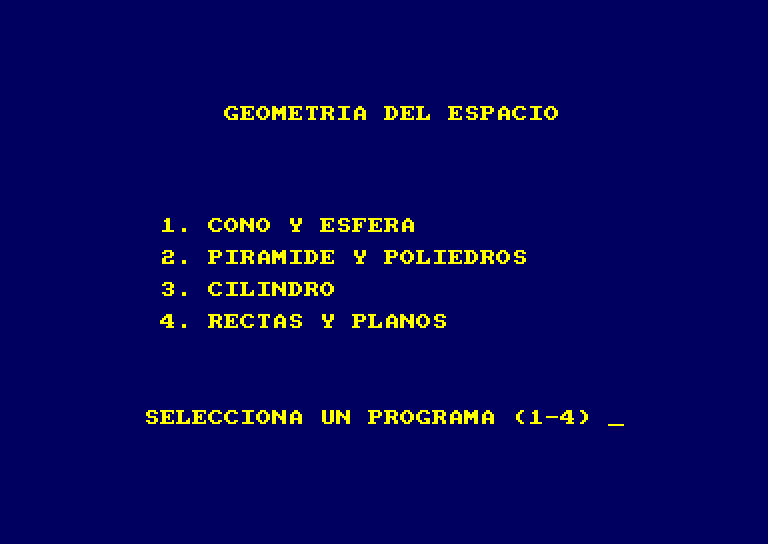 GEOMETRIA DEL ESPACIO
1. CONO Y ESFERA
2. PIRAMIDE Y POLIEDROS
3. CILINDRO
4. RECTAS Y PLANOS
SELECCIONA UN PROGRAMA (1-4) _